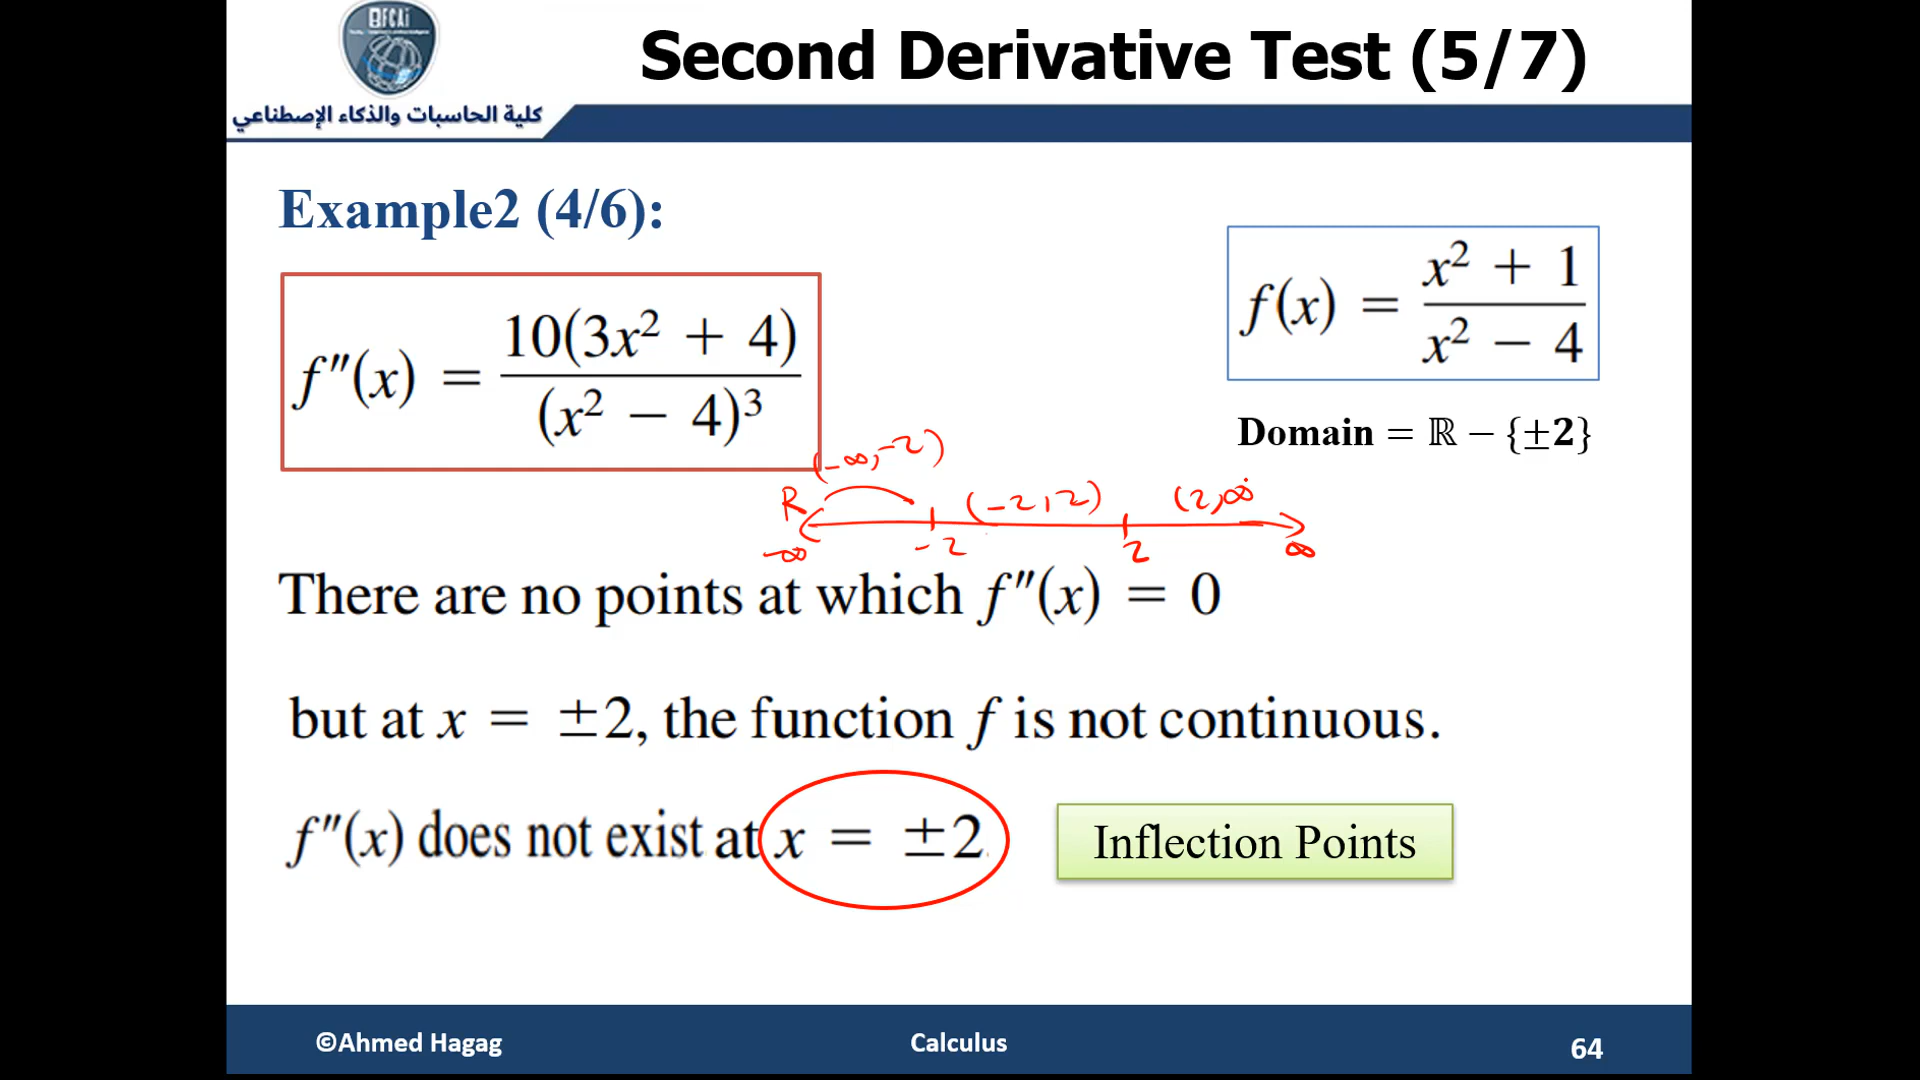 FCAi
Second Derivative Test (5/7)
كلية الحاسبات والذكاء الإصطناعي
Example2 (4/6):
f″(x) = 10(3x² + 4) / (x² − 4)³
f(x) = x² + 1 / x² − 4
Domain = ℝ − {±2}
(-∞,-2)
R (-2,2) (2,∞
-∞ -2 2 ∞
There are no points at which f″(x) = 0
but at x = ±2, the function f is not continuous.
f″(x) does not exist at x = ±2.
Inflection Points
©Ahmed Hagag
Calculus
64